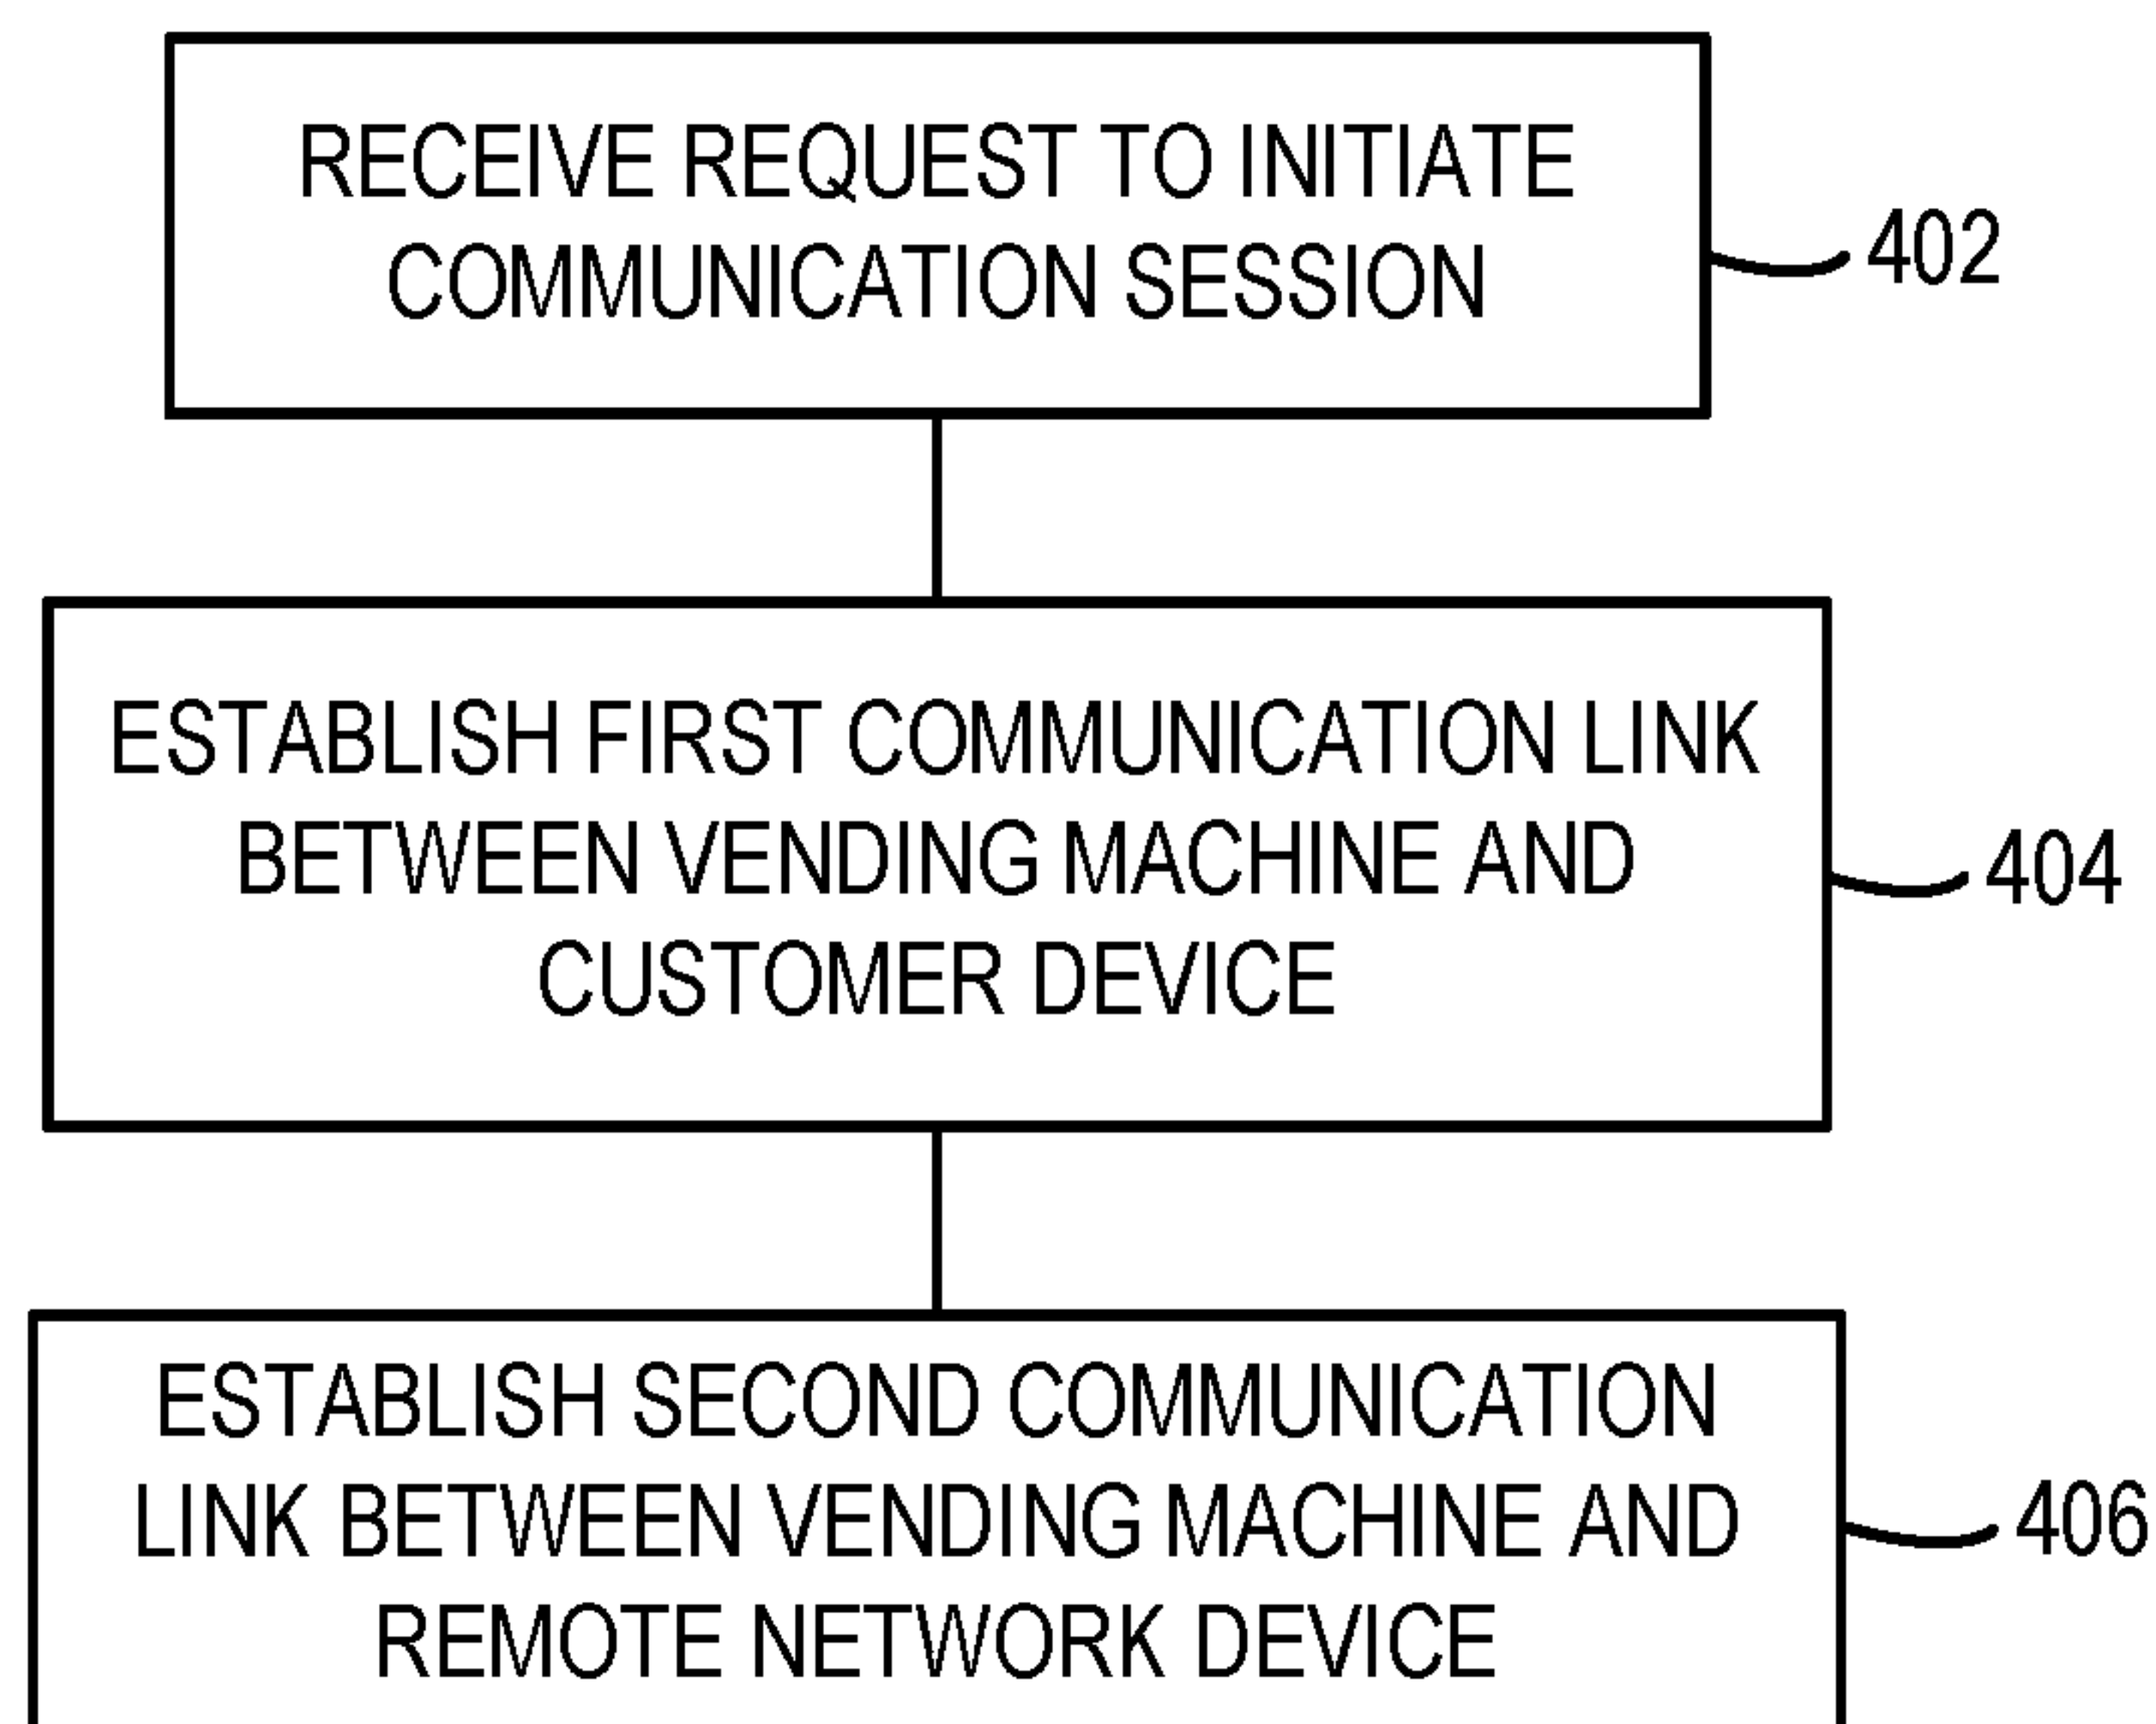 RECEIVE REQUEST TO INITIATE
COMMUNICATION SESSION
402
ESTABLISH FIRST COMMUNICATION LINK
BETWEEN VENDING MACHINE AND
CUSTOMER DEVICE
404
ESTABLISH SECOND COMMUNICATION
LINK BETWEEN VENDING MACHINE AND
REMOTE NETWORK DEVICE
406